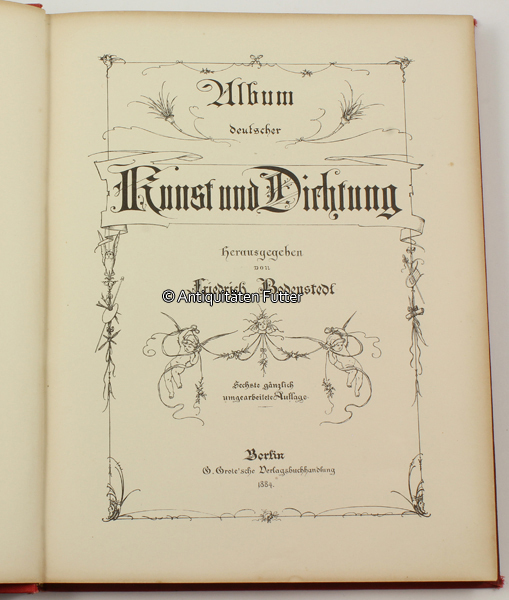 Album
deutscher
Kunst und Dichtung
Herausgegeben
von
Friedrich Bodenstedt
© Antiquitäten Futter
Sechste gänzlich
umgearbeitete Auflage.
Berlin
G. Grote'sche Verlagsbuchhandlung
1884.